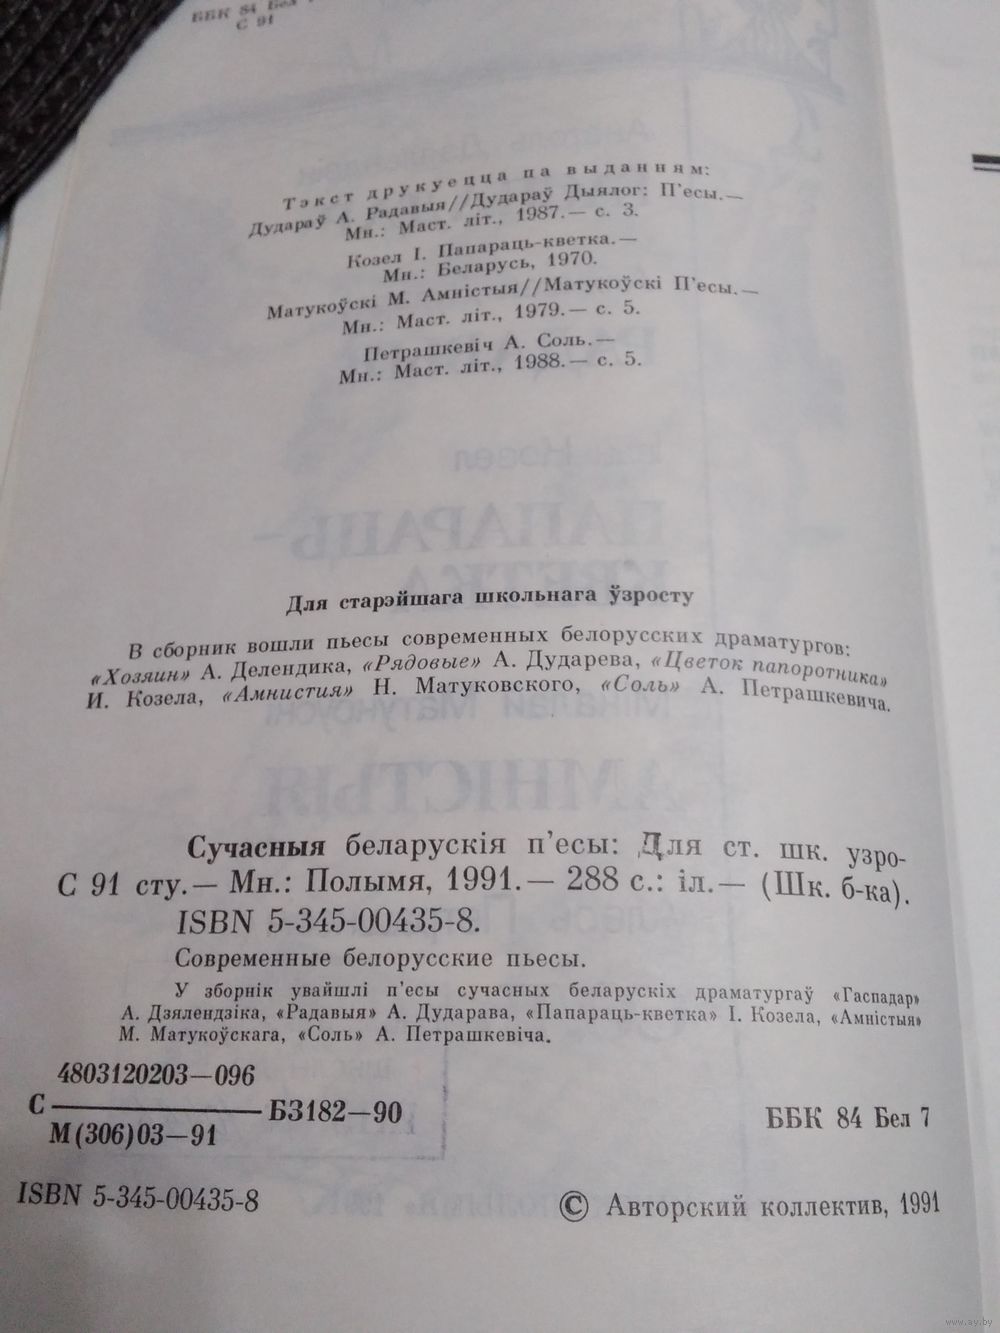 ББК 84 Бел
С 91
Тэкст друкуецца па выданням:
Дудараў А. Радавыя//Дудараў Дыялог: П'есы.—
Мн.: Маст. літ., 1987.— с. 3.
Козел І. Папараць-кветка.—
Мн.: Беларусь, 1970.
Матукоўскі М. Амністыя//Матукоўскі П'есы.—
Мн.: Маст. літ., 1979.— с. 5.
Петрашкевіч А. Соль.—
Мн.: Маст. літ., 1988.— с. 5.
Для старэйшага школьнага ўзросту
В сборник вошли пьесы современных белорусских драматургов:
«Хозяин» А. Делендика, «Рядовые» А. Дударева, «Цветок папоротника»
И. Козела, «Амнистия» Н. Матуковского, «Соль» А. Петрашкевича.
Сучасныя беларускія п'есы: Для ст. шк. узро-
С 91 сту.— Мн.: Полымя, 1991.— 288 с.: іл.— (Шк. б-ка).
ISBN 5-345-00435-8.
Современные белорусские пьесы.
У зборнік увайшлі п'есы сучасных беларускіх драматургаў «Гаспадар»
А. Дзялендзіка, «Радавыя» А. Дударава, «Папараць-кветка» І. Козела, «Амністыя»
М. Матукоўскага, «Соль» А. Петрашкевіча.
4803120203—096
С ———— БЗ182—90
М(306)03—91
ББК 84 Бел 7
ISBN 5-345-00435-8
© Авторский коллектив, 1991
www.ay.by